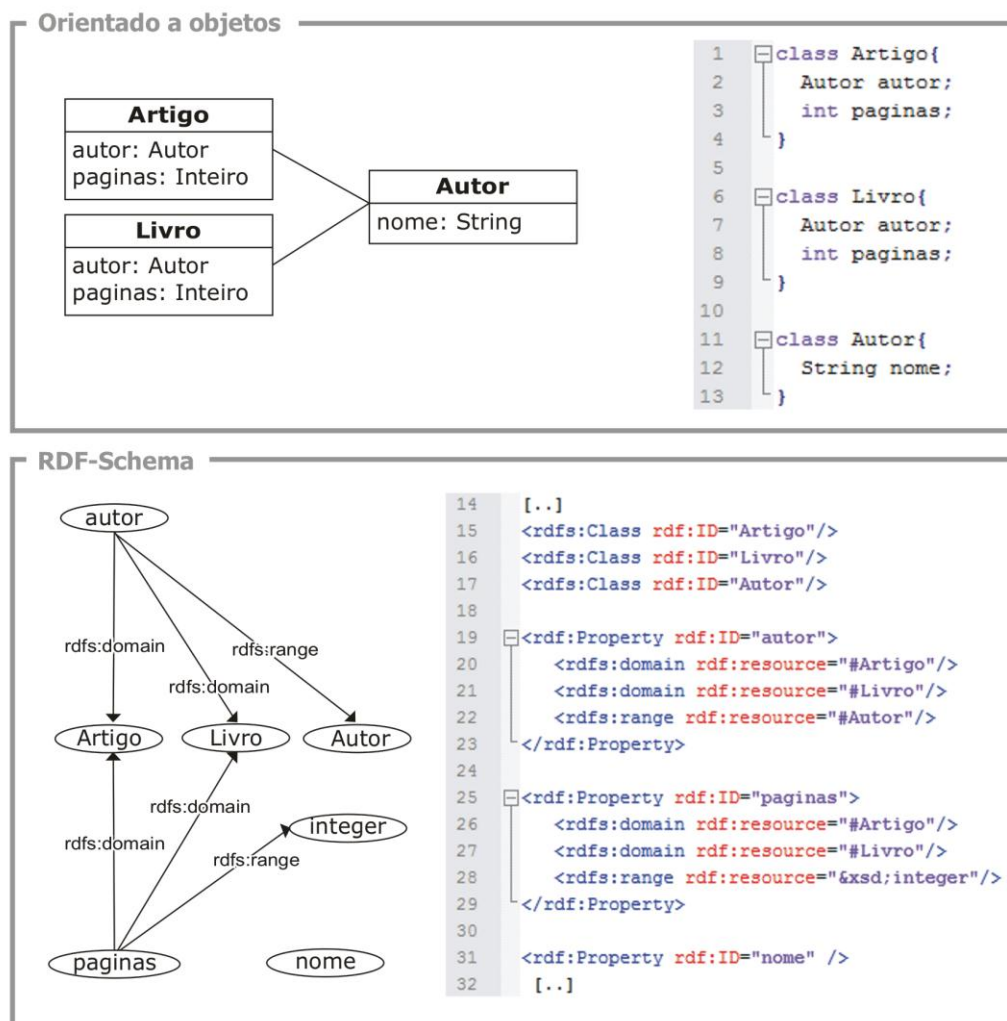 Orientado a objetos
Artigo
autor: Autor
paginas: Inteiro
Livro
autor: Autor
paginas: Inteiro
Autor
nome: String
1 class Artigo{
2 Autor autor;
3 int paginas;
4 }
5
6 class Livro{
7 Autor autor;
8 int paginas;
9 }
10
11 class Autor{
12 String nome;
13 }
RDF-Schema
autor
rdfs:domain
rdfs:domain
rdfs:range
Artigo
Livro
Autor
rdfs:domain
rdfs:domain
rdfs:range
integer
paginas
nome
14 [..]
15 <rdfs:Class rdf:ID="Artigo"/>
16 <rdfs:Class rdf:ID="Livro"/>
17 <rdfs:Class rdf:ID="Autor"/>
18
19 <rdf:Property rdf:ID="autor">
20 <rdfs:domain rdf:resource="#Artigo"/>
21 <rdfs:domain rdf:resource="#Livro"/>
22 <rdfs:range rdf:resource="#Autor"/>
23 </rdf:Property>
24
25 <rdf:Property rdf:ID="paginas">
26 <rdfs:domain rdf:resource="#Artigo"/>
27 <rdfs:domain rdf:resource="#Livro"/>
28 <rdfs:range rdf:resource="&xsd;integer"/>
29 </rdf:Property>
30
31 <rdf:Property rdf:ID="nome" />
32 [..]